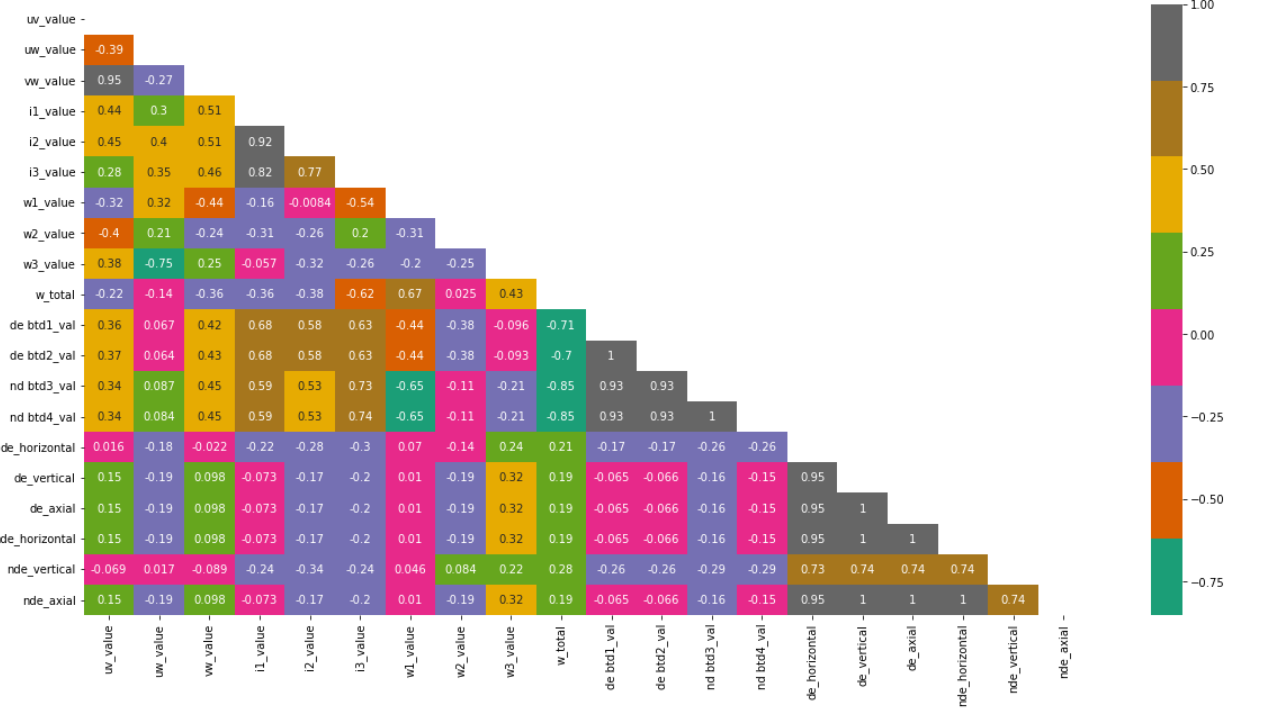 uv_value
uw_value -0.39
vw_value 0.95 -0.27
i1_value 0.44 0.3 0.51
i2_value 0.45 0.4 0.51 0.92
i3_value 0.28 0.35 0.46 0.82 0.77
w1_value -0.32 0.32 -0.44 -0.16 -0.0084 -0.54
w2_value -0.4 0.21 -0.24 -0.31 -0.26 0.2 -0.31
w3_value 0.38 -0.75 0.25 -0.057 -0.32 -0.26 -0.2 -0.25
w_total -0.22 -0.14 -0.36 -0.36 -0.38 -0.62 0.67 0.025 0.43
de btd1_val 0.36 0.067 0.42 0.68 0.58 0.63 -0.44 -0.38 -0.096 -0.71
de btd2_val 0.37 0.064 0.43 0.68 0.58 0.63 -0.44 -0.38 -0.093 -0.7 1
nd btd3_val 0.34 0.087 0.45 0.59 0.53 0.73 -0.65 -0.11 -0.21 -0.85 0.93 0.93
nd btd4_val 0.34 0.084 0.45 0.59 0.53 0.74 -0.65 -0.11 -0.21 -0.85 0.93 0.93 1
de_horizontal 0.016 -0.18 -0.022 -0.22 -0.28 -0.3 0.07 -0.14 0.24 0.21 -0.17 -0.17 -0.26 -0.26
de_vertical 0.15 -0.19 0.098 -0.073 -0.17 -0.2 0.01 -0.19 0.32 0.19 -0.065 -0.066 -0.16 -0.15 0.95
de_axial 0.15 -0.19 0.098 -0.073 -0.17 -0.2 0.01 -0.19 0.32 0.19 -0.065 -0.066 -0.16 -0.15 0.95 1
de_horizontal 0.15 -0.19 0.098 -0.073 -0.17 -0.2 0.01 -0.19 0.32 0.19 -0.065 -0.066 -0.16 -0.15 0.95 1 1
nde_vertical -0.069 0.017 -0.089 -0.24 -0.34 -0.24 0.046 0.084 0.22 0.28 -0.26 -0.26 -0.29 -0.29 0.73 0.74 0.74 0.74
nde_axial 0.15 -0.19 0.098 -0.073 -0.17 -0.2 0.01 -0.19 0.32 0.19 -0.065 -0.066 -0.16 -0.15 0.95 1 1 1 0.74
uv_value
uw_value
vw_value
i1_value
i2_value
i3_value
w1_value
w2_value
w3_value
w_total
de btd1_val
de btd2_val
nd btd3_val
nd btd4_val
de_horizontal
de_vertical
de_axial
nde_horizontal
nde_vertical
nde_axial
1.00
0.75
0.50
0.25
0.00
−0.25
−0.50
−0.75